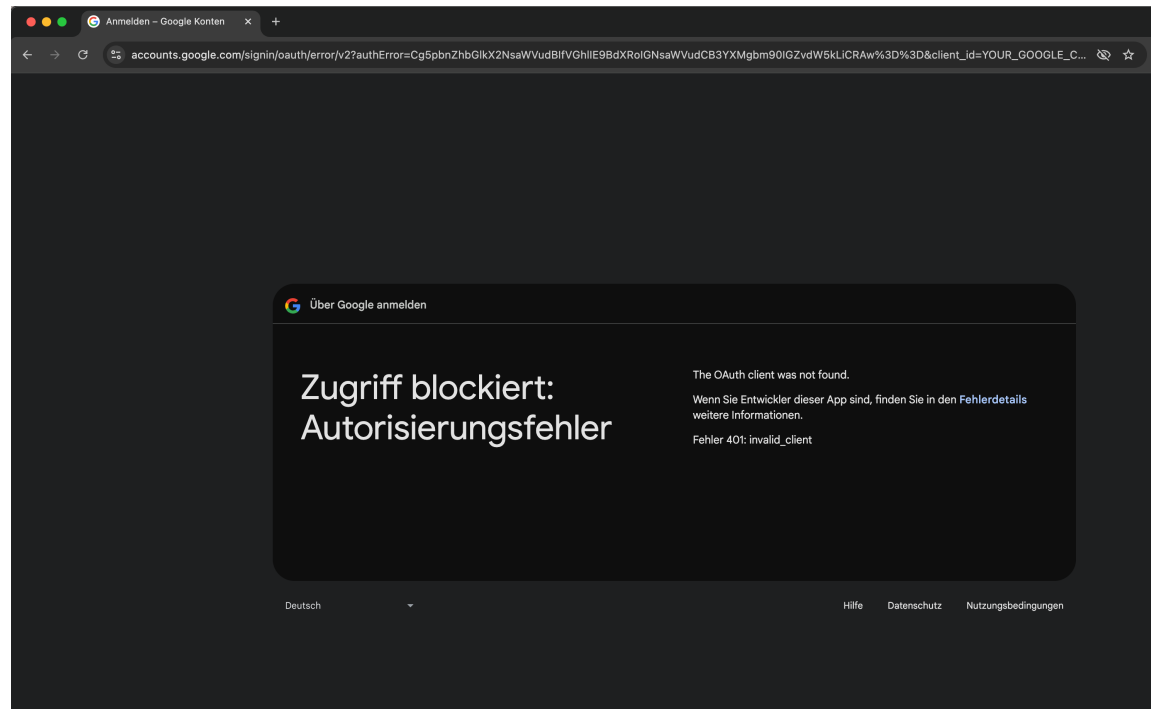 Anmelden – Google Konten
accounts.google.com/signin/oauth/error/v2?authError=Cg5pbnZhbGlkX2NsaWVudBIfVGhlIE9BdXRoIGNsaWVudCB3YXMgbm90IGZvdW5kLiCRAw%3D%3D&client_id=YOUR_GOOGLE_C...
Über Google anmelden
Zugriff blockiert:
Autorisierungsfehler
The OAuth client was not found.
Wenn Sie Entwickler dieser App sind, finden Sie in den Fehlerdetails
weitere Informationen.
Fehler 401: invalid_client
Deutsch
Hilfe Datenschutz Nutzungsbedingungen